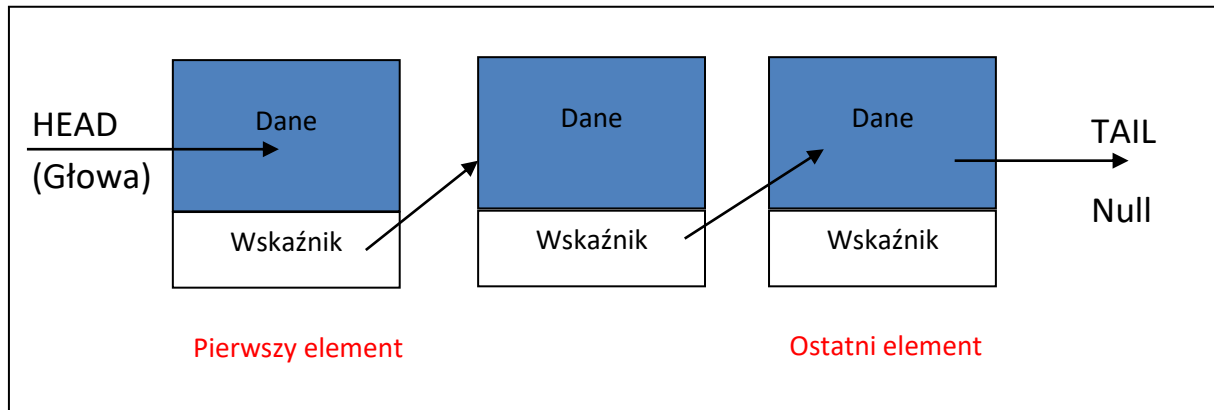 HEAD
(Głowa)
Dane
Dane
Dane
TAIL
Null
Wskaźnik
Wskaźnik
Wskaźnik
Pierwszy element
Ostatni element